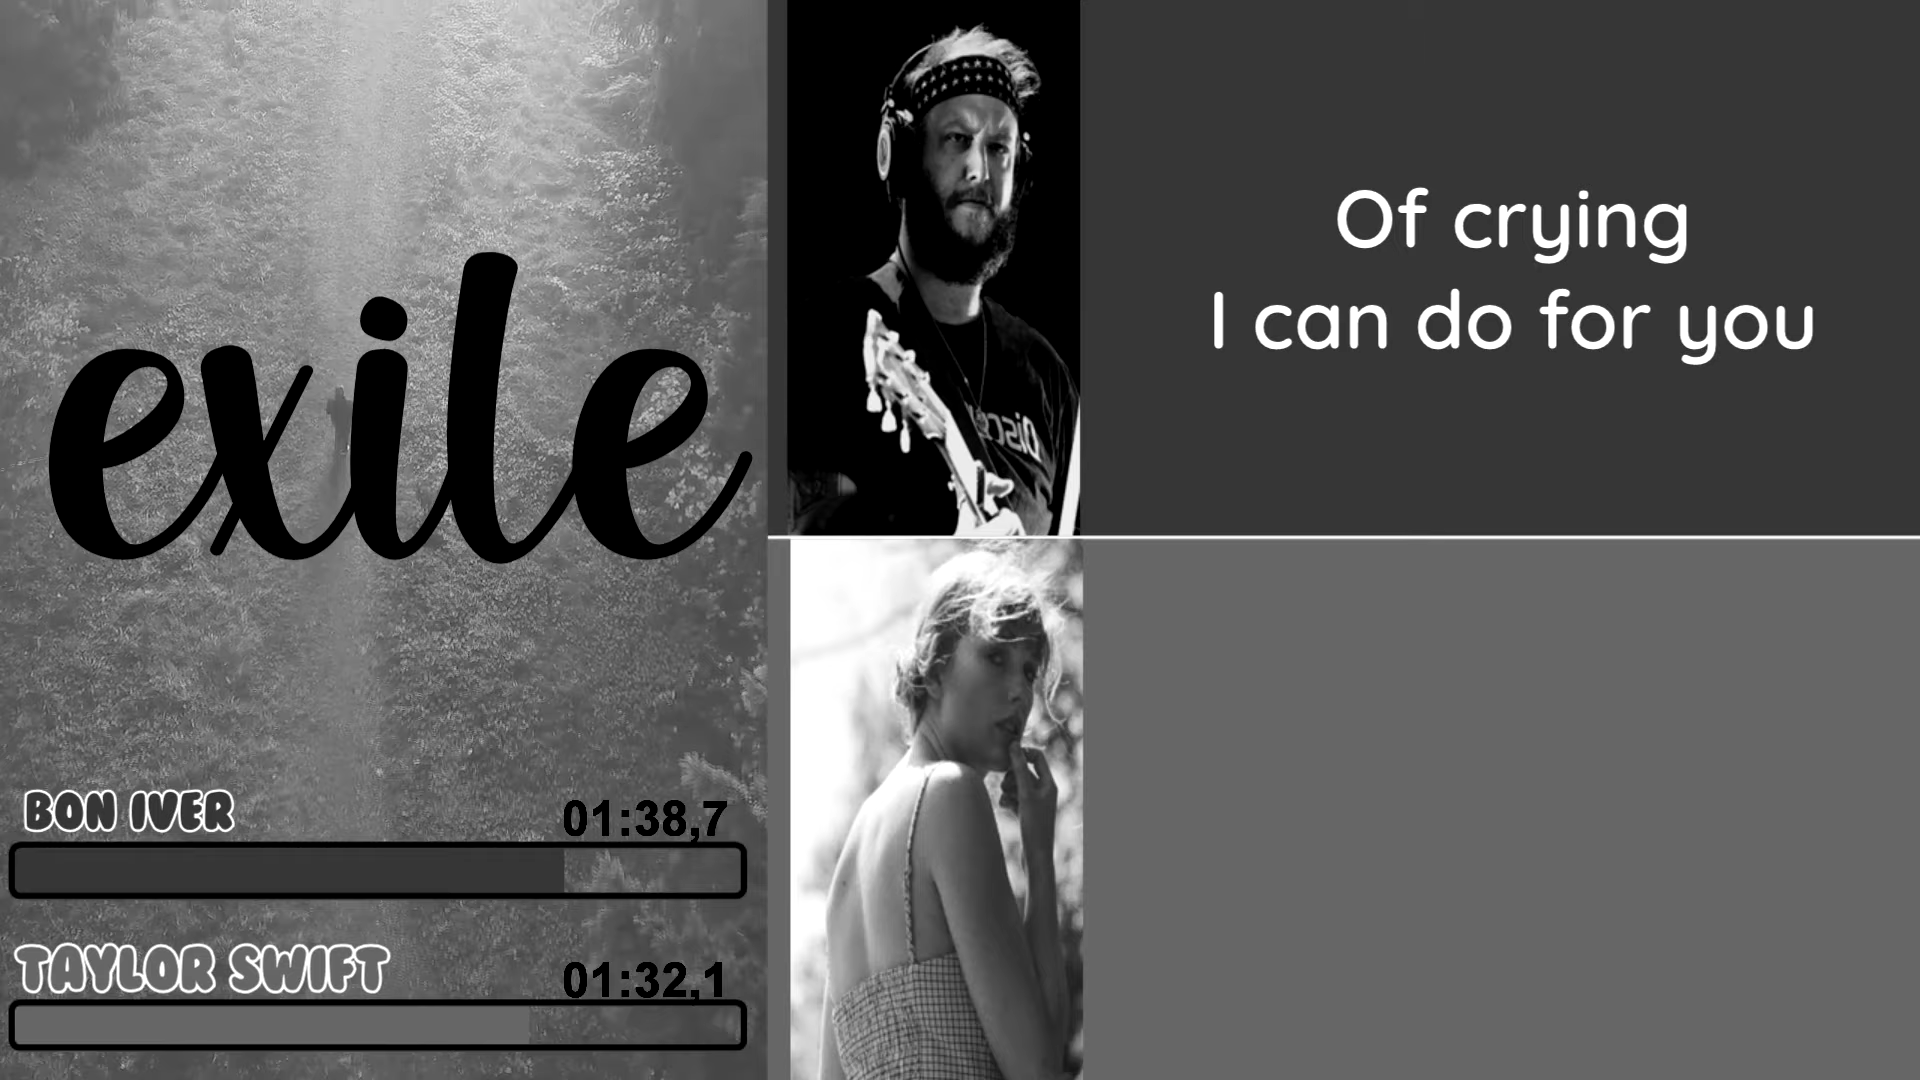 exile
BON IVER
01:38,7
TAYLOR SWIFT
01:32,1
Of crying
I can do for you